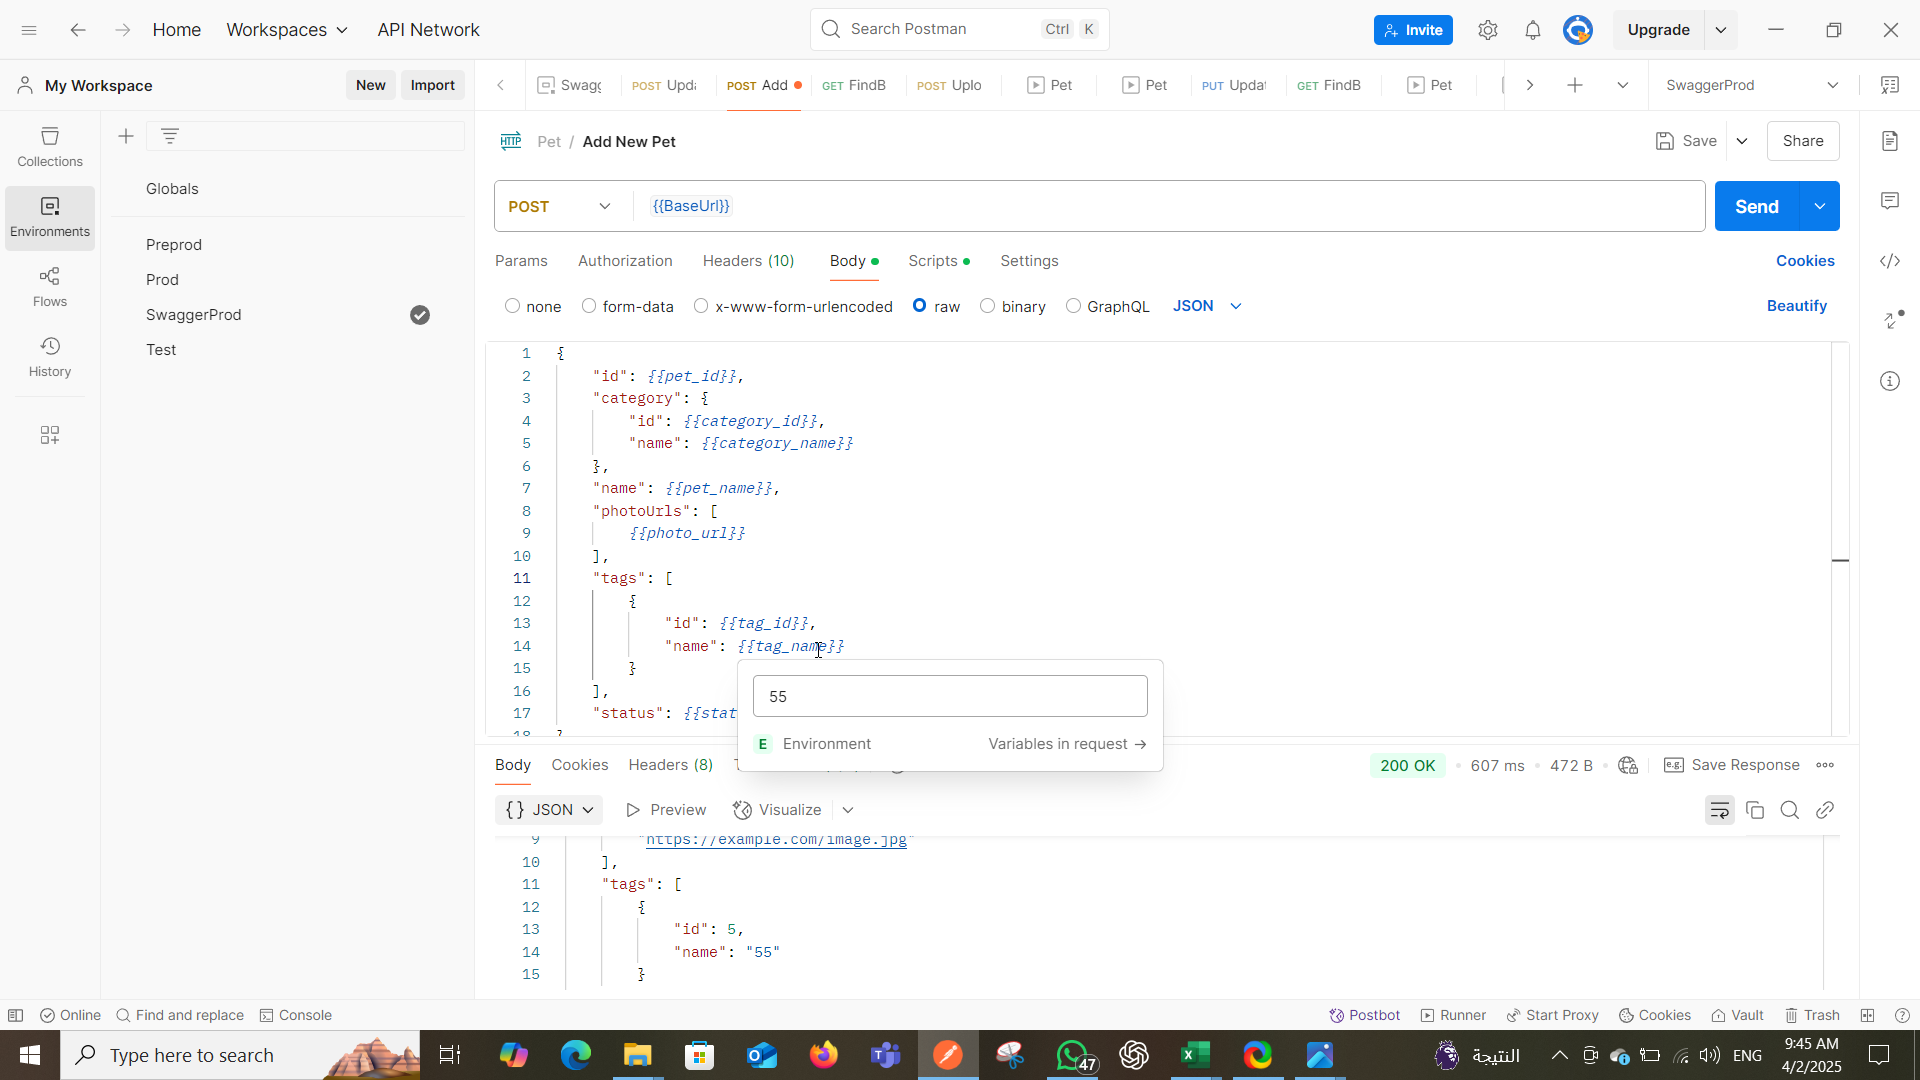 Home Workspaces API Network
Search Postman Ctrl K
Invite Upgrade
My Workspace New Import
Swagg POST Upd POST Add GET FindB POST Uplo Pet Pet PUT Updat GET FindB Pet SwaggerProd
Collections
Environments
Flows
History
Globals
Preprod
Prod
SwaggerProd
Test
HTTP Pet / Add New Pet Save Share
POST {{BaseUrl}} Send
Params Authorization Headers (10) Body Scripts Settings Cookies
none form-data x-www-form-urlencoded raw binary GraphQL JSON Beautify
1 {
2 "id": {{pet_id}},
3 "category": {
4 "id": {{category_id}},
5 "name": {{category_name}}
6 },
7 "name": {{pet_name}},
8 "photoUrls": [
9 {{photo_url}}
10 ],
11 "tags": [
12 {
13 "id": {{tag_id}},
14 "name": {{tag_name}}
15 }
16 ],
17 "status": {{stat
18 }
55
E Environment Variables in request →
Body Cookies Headers (8) 200 OK • 607 ms • 472 B e.g. Save Response
{} JSON Preview Visualize
9 "https://example.com/image.jpg"
10 ],
11 "tags": [
12 {
13 "id": 5,
14 "name": "55"
15 }
Online Find and replace Console Postbot Runner Start Proxy Cookies Vault Trash
Type here to search 47 النتيجة ENG 9:45 AM
4/2/2025